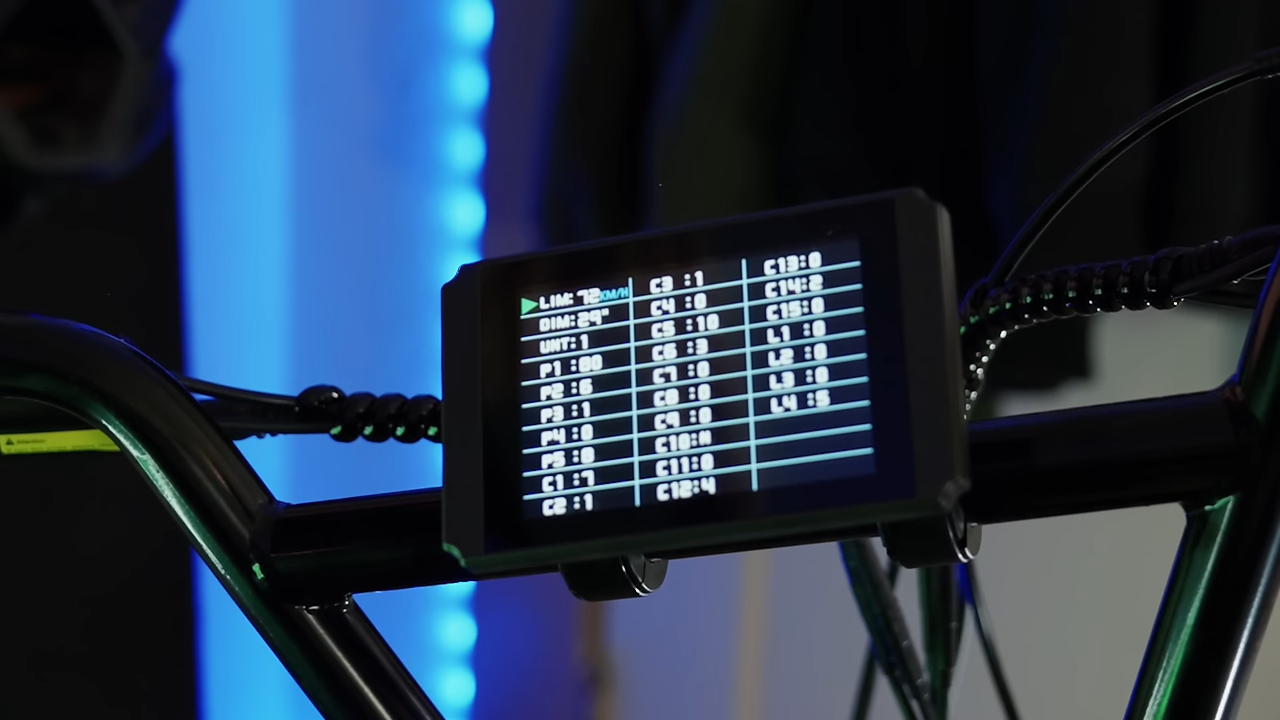 LIM: 72KM/H
DIM:29"
UNT:1
P1 :80
P2 :6
P3 :1
P4 :0
P5 :0
C1 :7
C2 :1
C3 :1
C4 :0
C5 :10
C6 :3
C7 :0
C8 :0
C9 :0
C10:N
C11:0
C12:4
C13:0
C14:2
C15:0
L1 :0
L2 :0
L3 :0
L4 :5
Attention